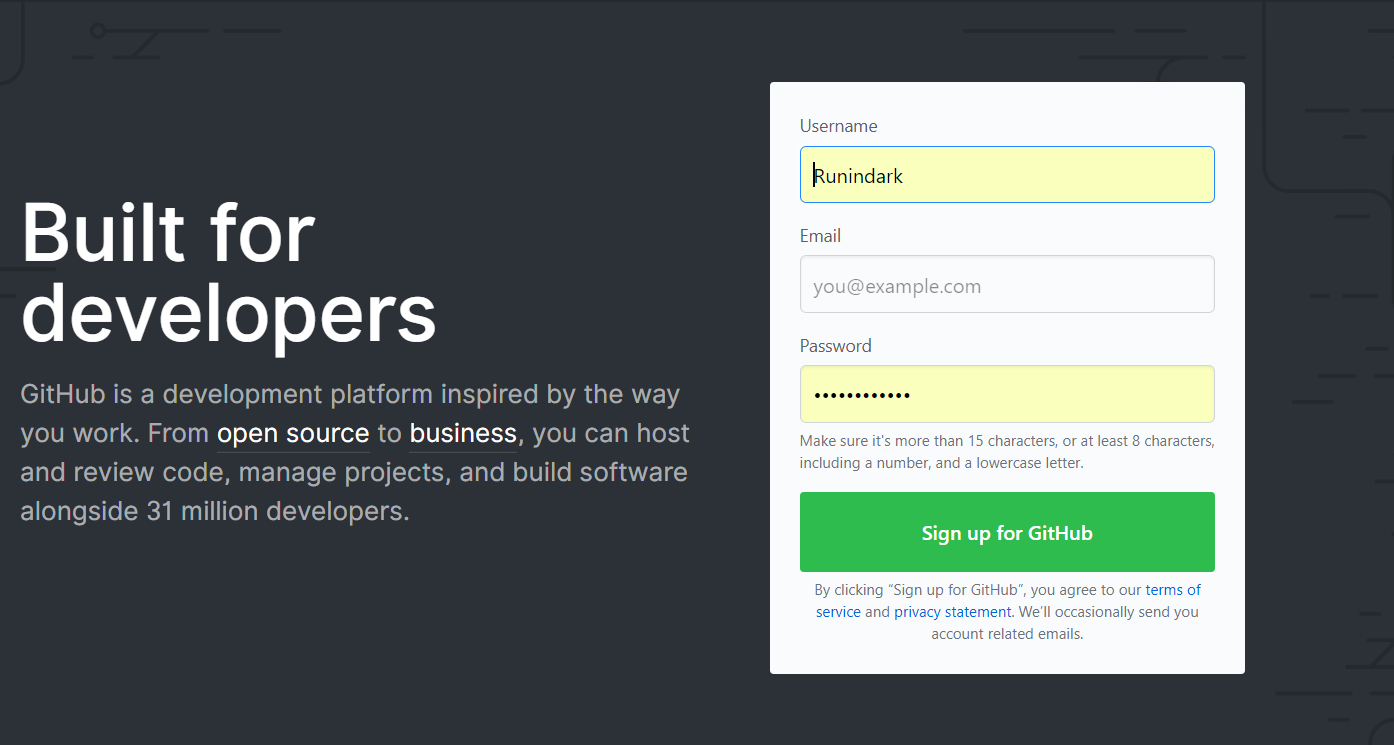 Built for
developers
GitHub is a development platform inspired by the way
you work. From open source to business, you can host
and review code, manage projects, and build software
alongside 31 million developers.
Username
Runindark
Email
you@example.com
Password
••••••••••••
Make sure it's more than 15 characters, or at least 8 characters,
including a number, and a lowercase letter.
Sign up for GitHub
By clicking “Sign up for GitHub”, you agree to our terms of
service and privacy statement. We’ll occasionally send you
account related emails.